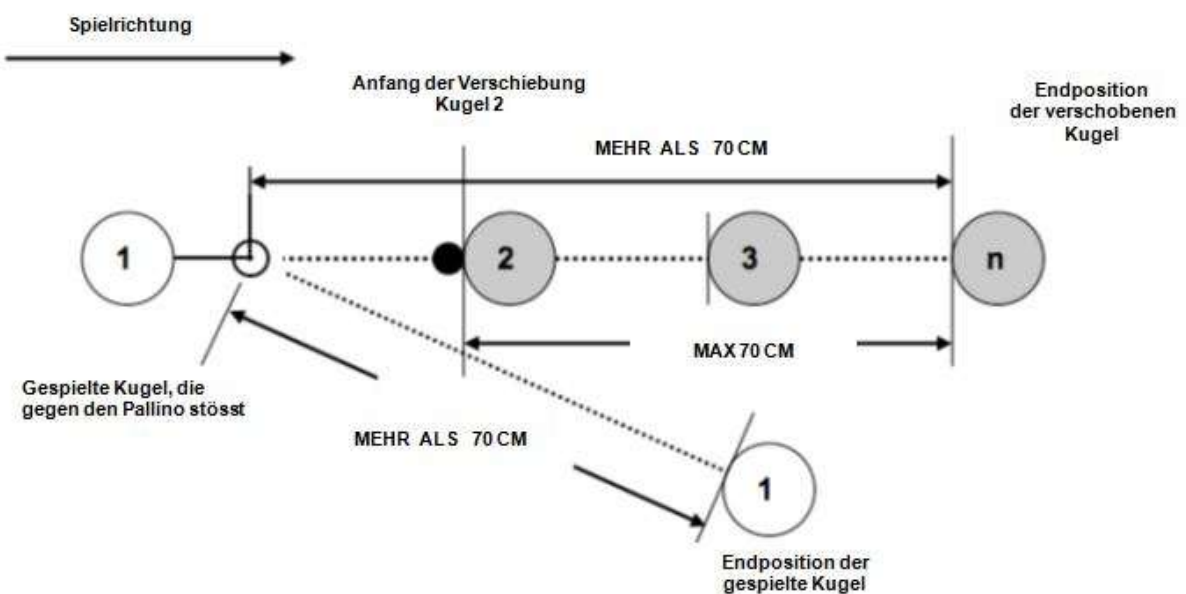 Spielrichtung
Anfang der Verschiebung
Kugel 2
Endposition
der verschobenen
Kugel
MEHR ALS 70 CM
1
2
3
n
MAX 70 CM
Gespielte Kugel, die
gegen den Pallino stösst
MEHR ALS 70 CM
1
Endposition der
gespielte Kugel